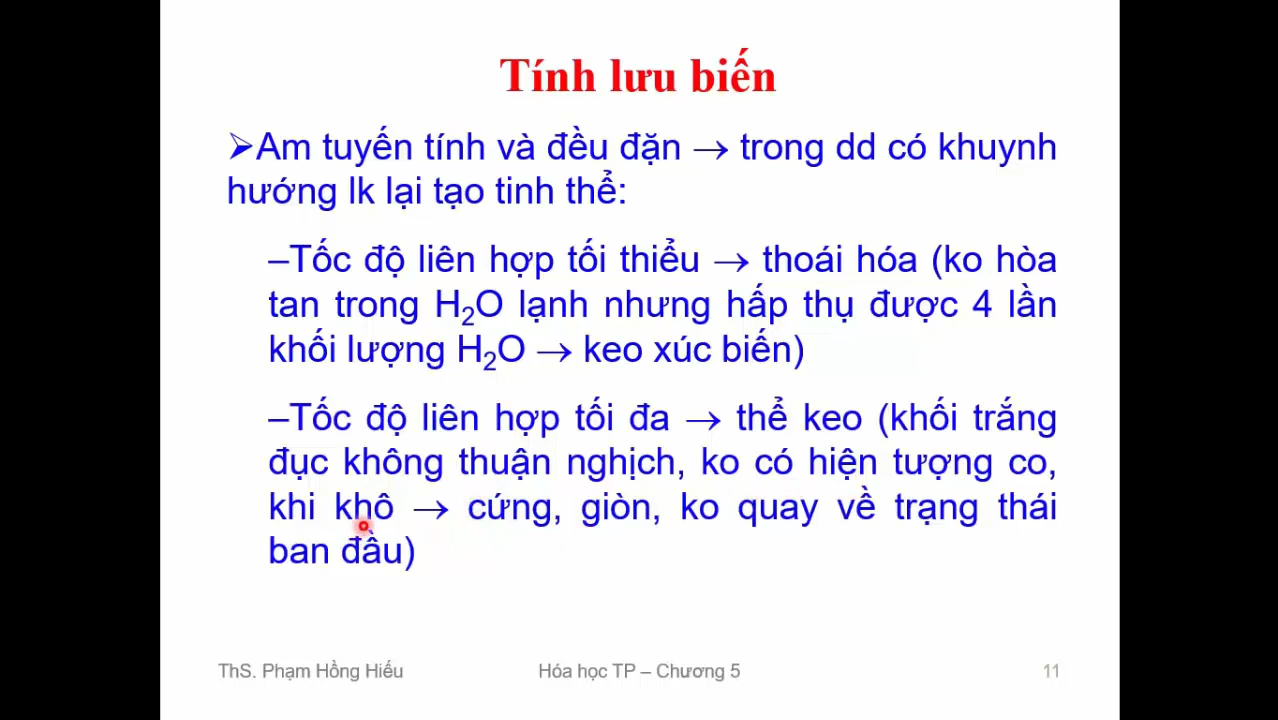 Tính lưu biến
➢Am tuyến tính và đều đặn → trong dd có khuynh
hướng lk lại tạo tinh thể:
–Tốc độ liên hợp tối thiểu → thoái hóa (ko hòa
tan trong H₂O lạnh nhưng hấp thụ được 4 lần
khối lượng H₂O → keo xúc biến)
–Tốc độ liên hợp tối đa → thể keo (khối trắng
đục không thuận nghịch, ko có hiện tượng co,
khi khô → cứng, giòn, ko quay về trạng thái
ban đầu)
ThS. Phạm Hồng Hiếu Hóa học TP – Chương 5 11